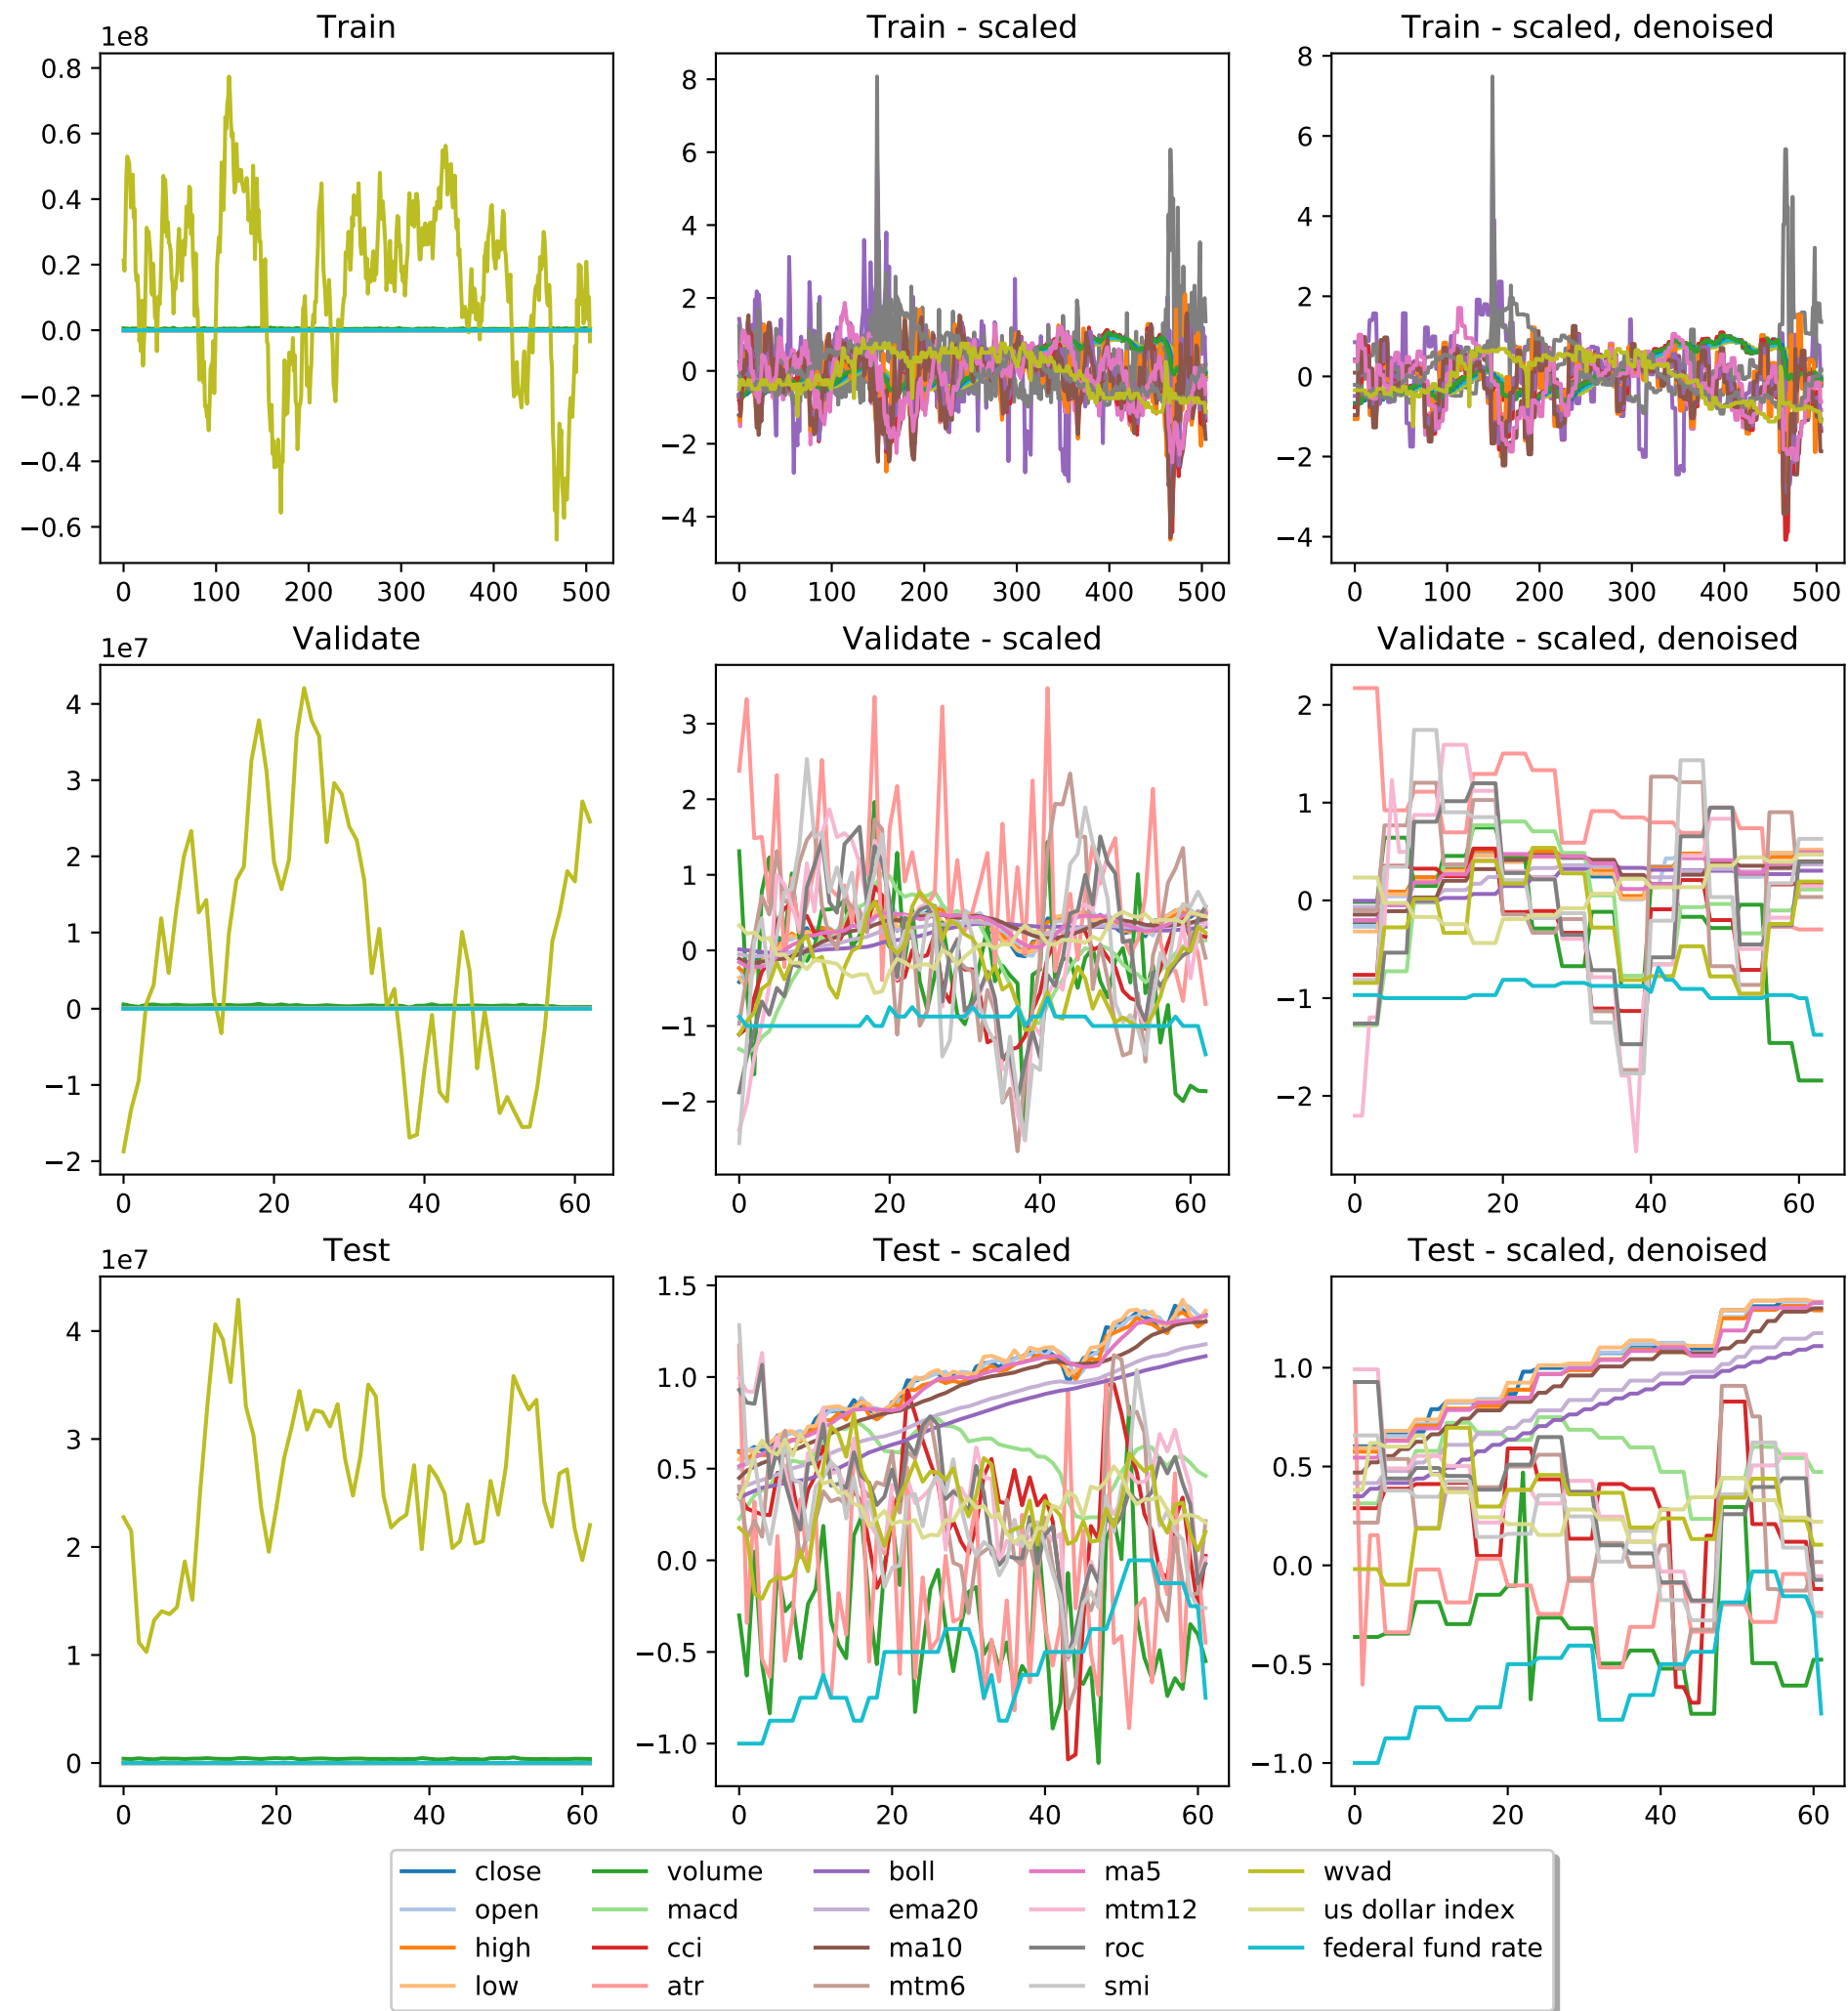 Train
Train - scaled
Train - scaled, denoised
1e8
0.8
0.6
0.4
0.2
0.0
−0.2
−0.4
−0.6
0 100 200 300 400 500
8
6
4
2
0
−2
−4
0 100 200 300 400 500
8
6
4
2
0
−2
−4
0 100 200 300 400 500
Validate
Validate - scaled
Validate - scaled, denoised
1e7
4
3
2
1
0
−1
−2
0 20 40 60
3
2
1
0
−1
−2
0 20 40 60
2
1
0
−1
−2
0 20 40 60
Test
Test - scaled
Test - scaled, denoised
1e7
4
3
2
1
0
0 20 40 60
1.5
1.0
0.5
0.0
−0.5
−1.0
0 20 40 60
1.0
0.5
0.0
−0.5
−1.0
0 20 40 60
close
open
high
low
volume
macd
cci
atr
boll
ema20
ma10
mtm6
ma5
mtm12
roc
smi
wvad
us dollar index
federal fund rate